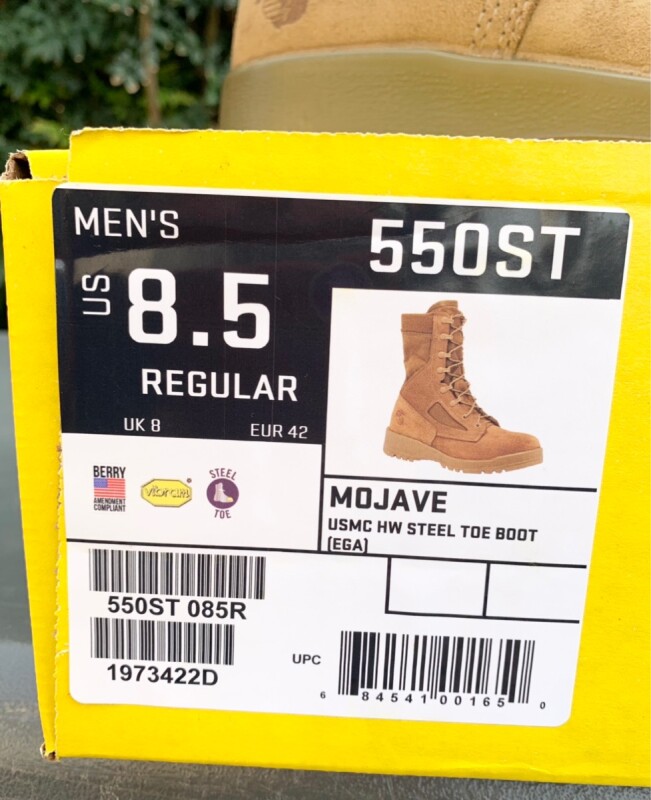 MEN'S
550ST
US
8.5
REGULAR
UK 8
EUR 42
BERRY
AMENDMENT
COMPLIANT
vibram
STEEL
TOE
MOJAVE
USMC HW STEEL TOE BOOT
(EGA)
550ST 085R
1973422D
UPC
6 84541 00165 0